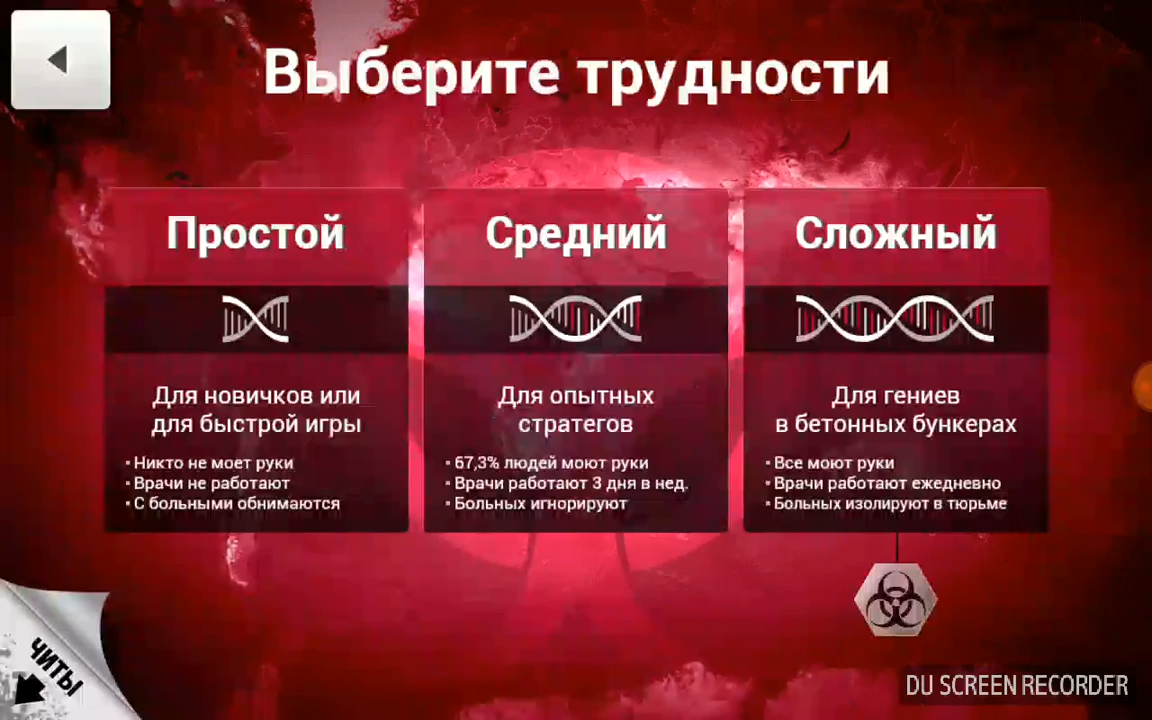 Выберите трудности
Простой
Для новичков или
для быстрой игры
• Никто не моет руки
• Врачи не работают
• С больными обнимаются
Средний
Для опытных
стратегов
• 67,3% людей моют руки
• Врачи работают 3 дня в нед.
• Больных игнорируют
Сложный
Для гениев
в бетонных бункерах
• Все моют руки
• Врачи работают ежедневно
• Больных изолируют в тюрьме
ЧИТЫ
DU SCREEN RECORDER